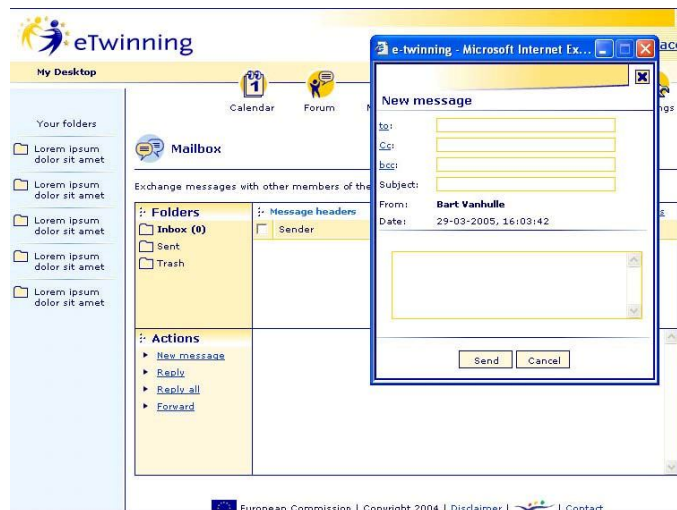 eTwinning
My Desktop
Your folders
Lorem ipsum
dolor sit amet
Lorem ipsum
dolor sit amet
Lorem ipsum
dolor sit amet
Lorem ipsum
dolor sit amet
Lorem ipsum
dolor sit amet
1
Calendar
Forum
Mailbox
Exchange messages with other members of the
Folders
Inbox (0)
Sent
Trash
Message headers
Sender
Actions
New message
Reply
Reply all
Forward
e-twinning - Microsoft Internet Ex...
New message
to:
Cc:
bcc:
Subject:
From: Bart Vanhulle
Date: 29-03-2005, 16:03:42
Send Cancel
European Commission | Copyright 2004 | Disclaimer | | Contact